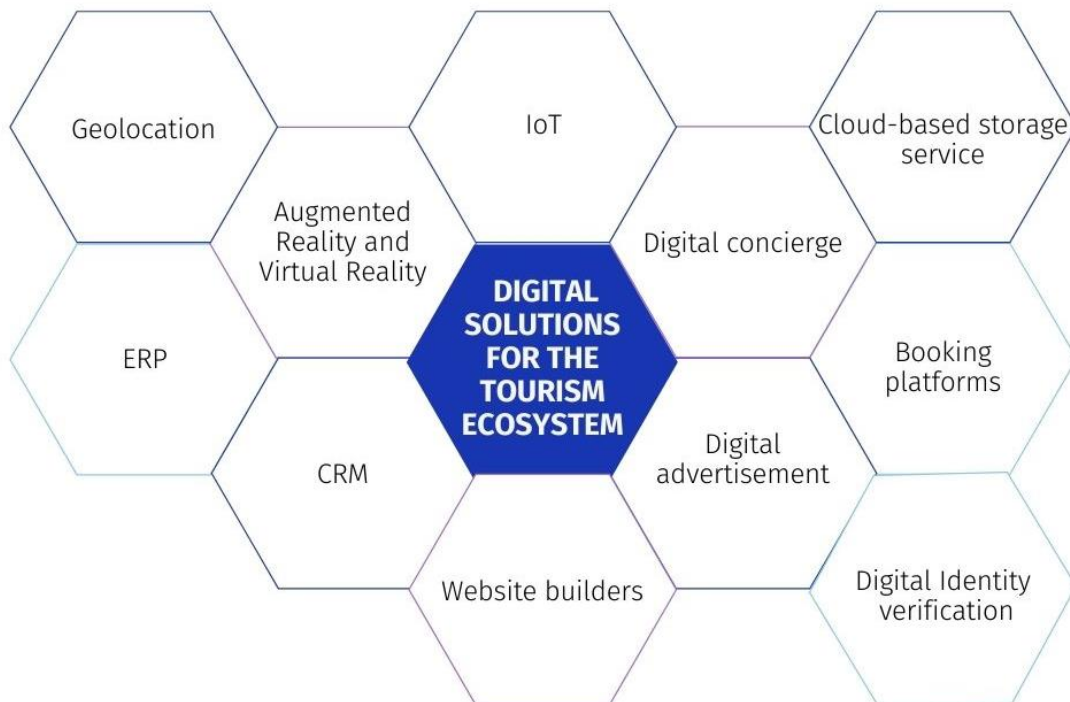 Geolocation
IoT
Cloud-based storage
service
Augmented
Reality and
Virtual Reality
Digital concierge
DIGITAL
SOLUTIONS
FOR THE
TOURISM
ECOSYSTEM
ERP
Booking
platforms
CRM
Digital
advertisement
Website builders
Digital Identity
verification